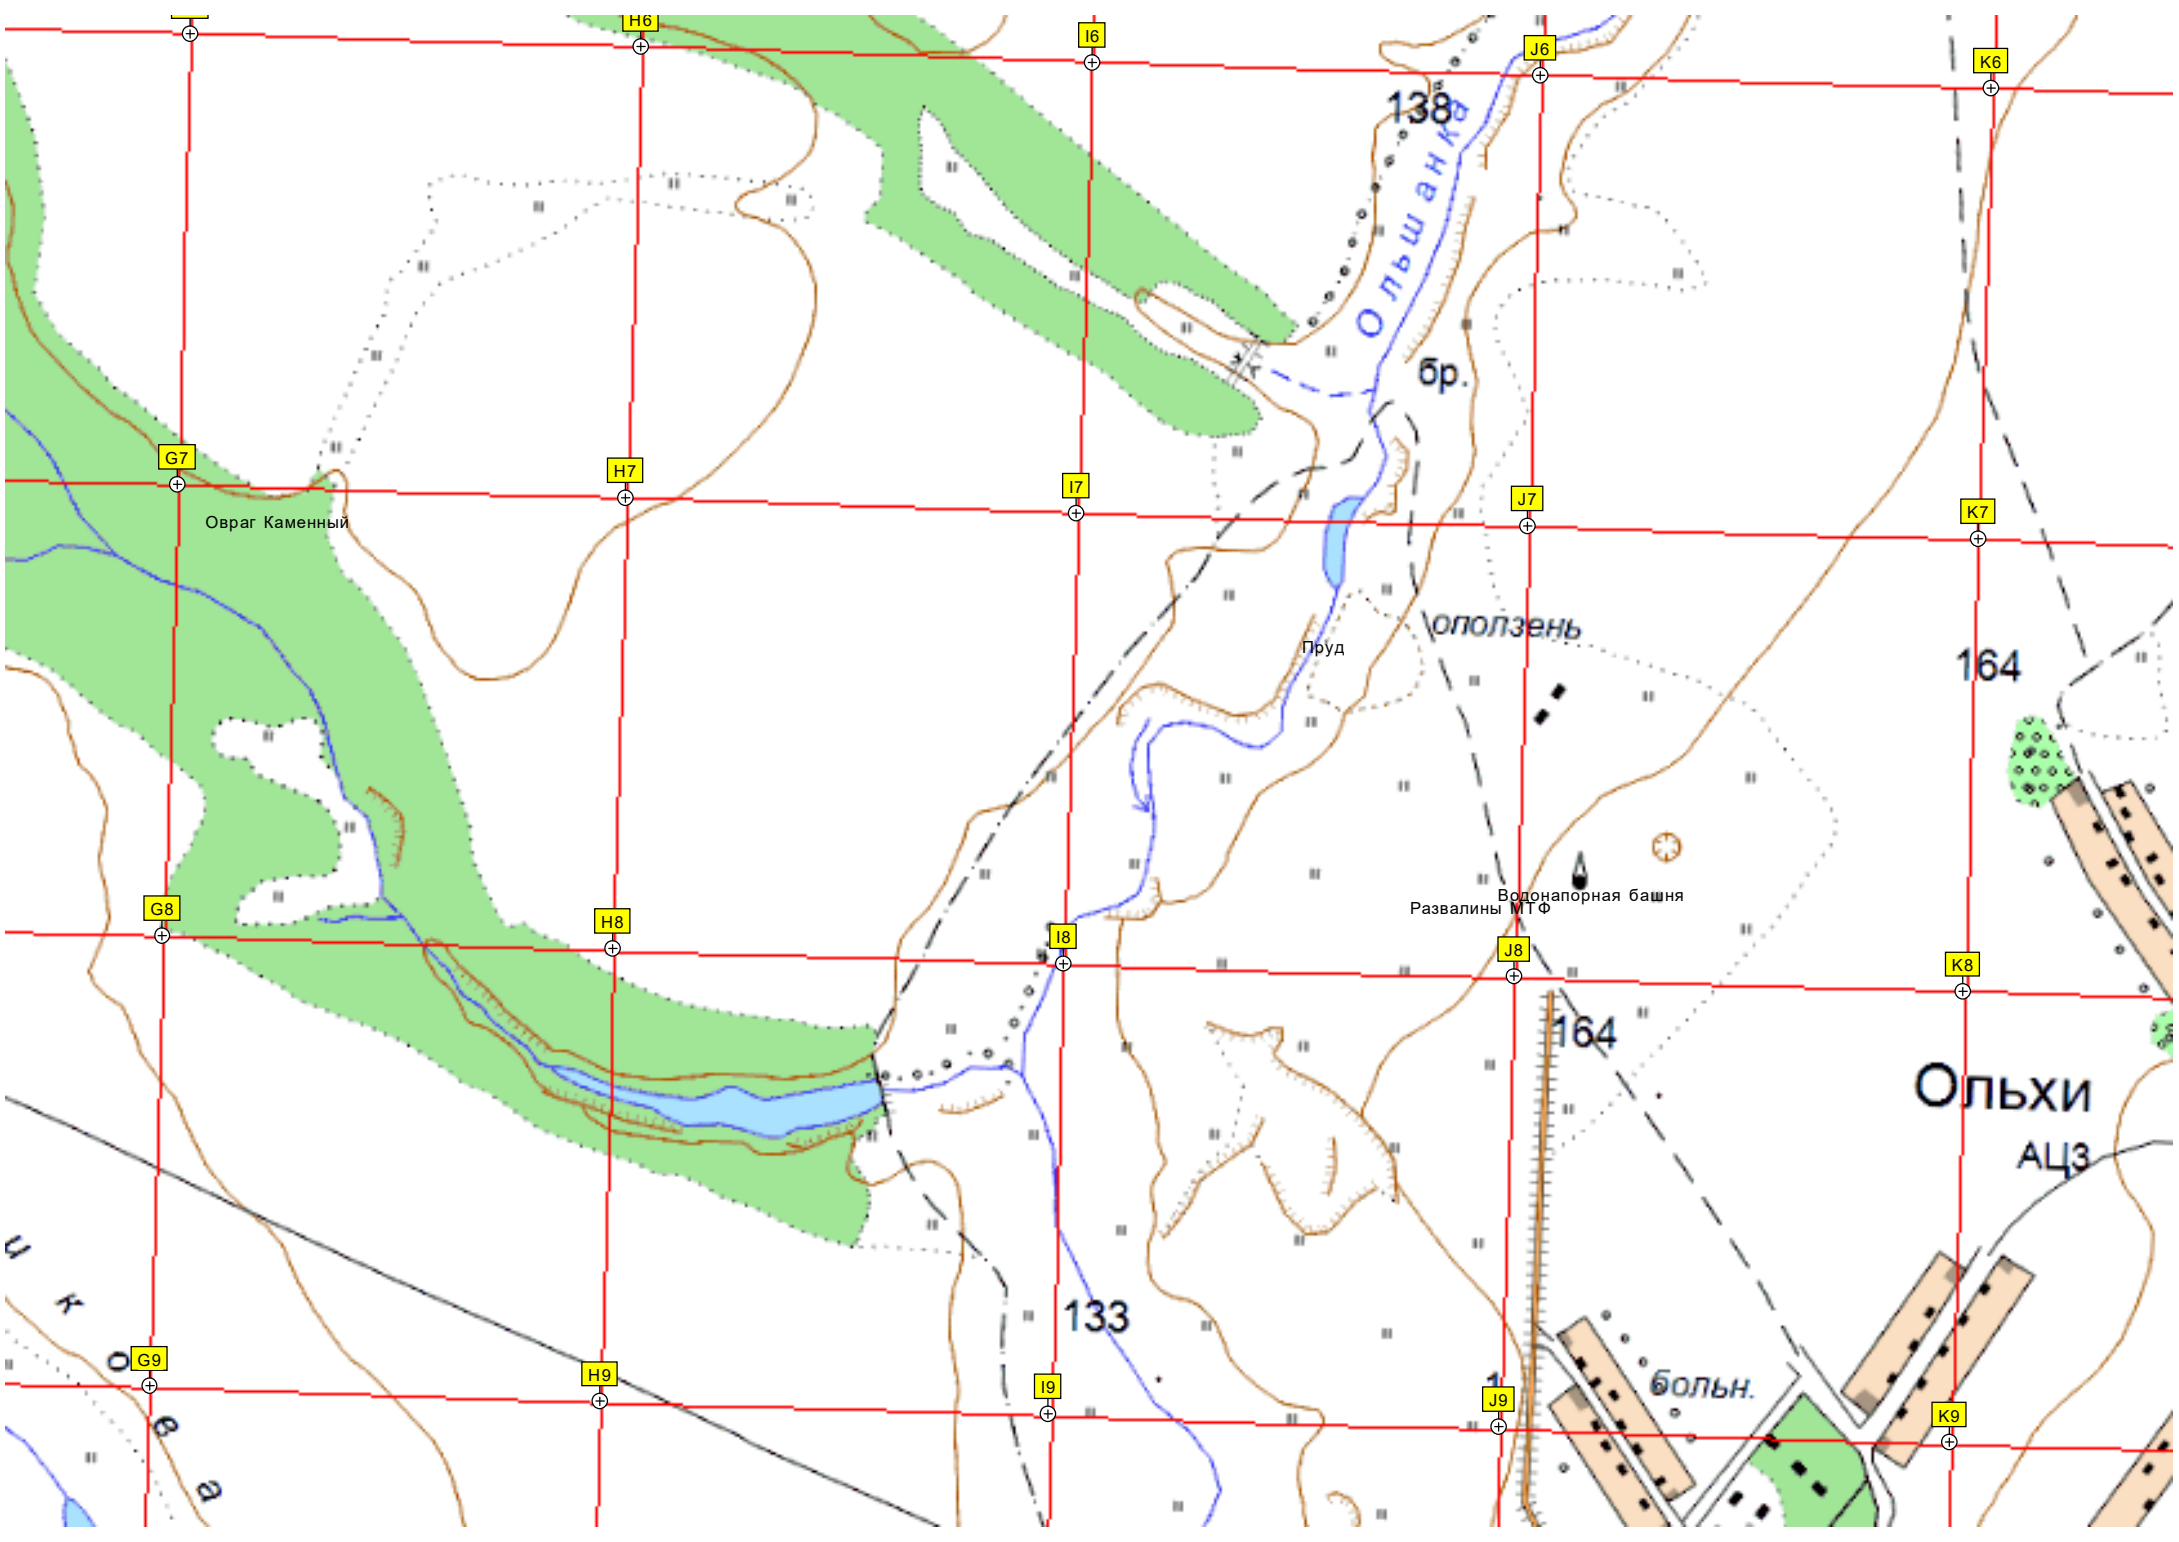 H6
I6
J6
K6
138
Ольшанка
бр.
G7
H7
I7
J7
K7
Овраг Каменный
оползень
Пруд
164
Водонапорная башня
Развалины МТФ
G8
H8
I8
J8
K8
164
Ольхи
АЦЗ
133
и к о в а
G9
H9
I9
J9
K9
больн.